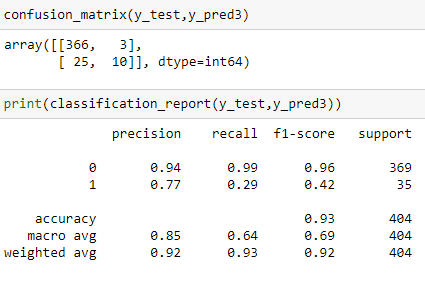 confusion_matrix(y_test,y_pred3)
array([[366,   3],
       [ 25,  10]], dtype=int64)
print(classification_report(y_test,y_pred3))
              precision    recall  f1-score   support
           0       0.94      0.99      0.96       369
           1       0.77      0.29      0.42        35
    accuracy                           0.93       404
   macro avg       0.85      0.64      0.69       404
weighted avg       0.92      0.93      0.92       404